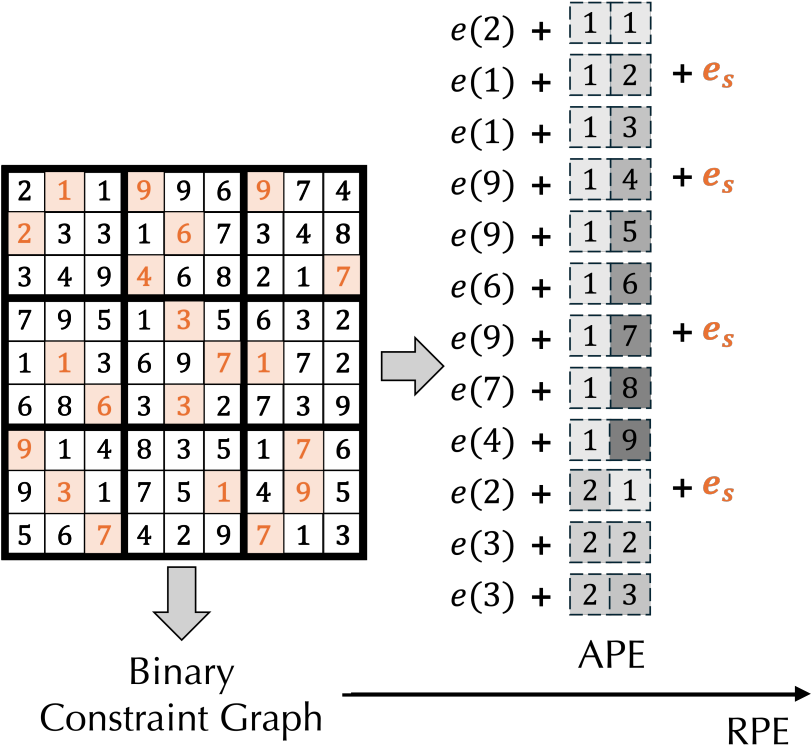 2 1 1 9 9 6 9 7 4
2 3 3 1 6 7 3 4 8
3 4 9 4 6 8 2 1 7
7 9 5 1 3 5 6 3 2
1 1 3 6 9 7 1 7 2
6 8 6 3 3 2 7 3 9
9 1 4 8 3 5 1 7 6
9 3 1 7 5 1 4 9 5
5 6 7 4 2 9 7 1 3
Binary
Constraint Graph
e(2) + 1 1
e(1) + 1 2 + eₛ
e(1) + 1 3
e(9) + 1 4 + eₛ
e(9) + 1 5
e(6) + 1 6
e(9) + 1 7 + eₛ
e(7) + 1 8
e(4) + 1 9
e(2) + 2 1 + eₛ
e(3) + 2 2
e(3) + 2 3
APE
RPE